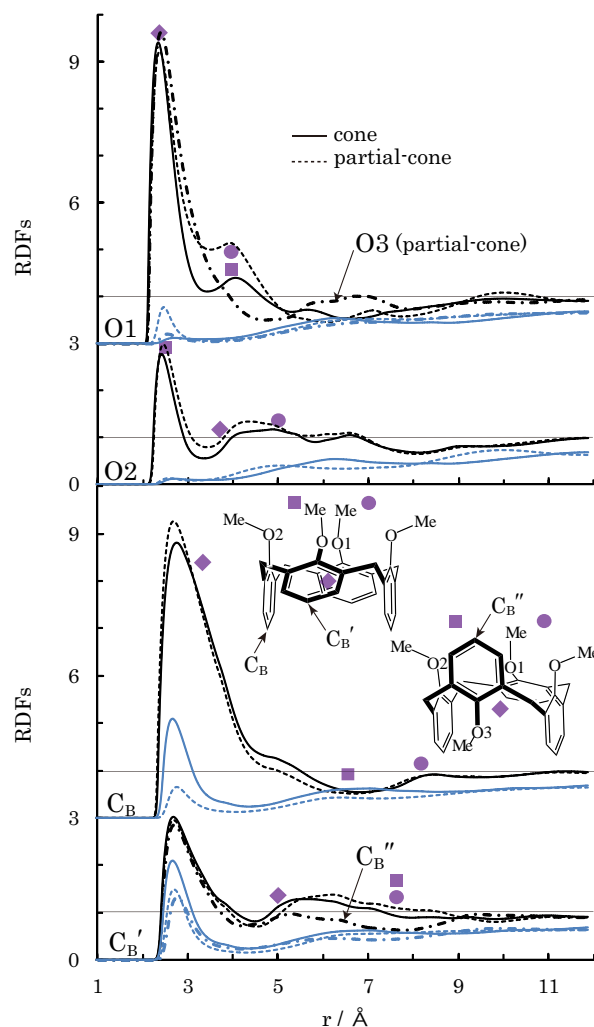 9
cone
partial-cone
6
RDFs
O3 (partial-cone)
O1
3
O2
0
9
Me
O2
Me
Me
O
O1
O
Me
C_B''
C_B
C_B'
6
RDFs
Me
O2
Me
O1
O
Me
O3
Me
C_B
3
C_B''
C_B'
0
1 3 5 7 9 11
r / Å